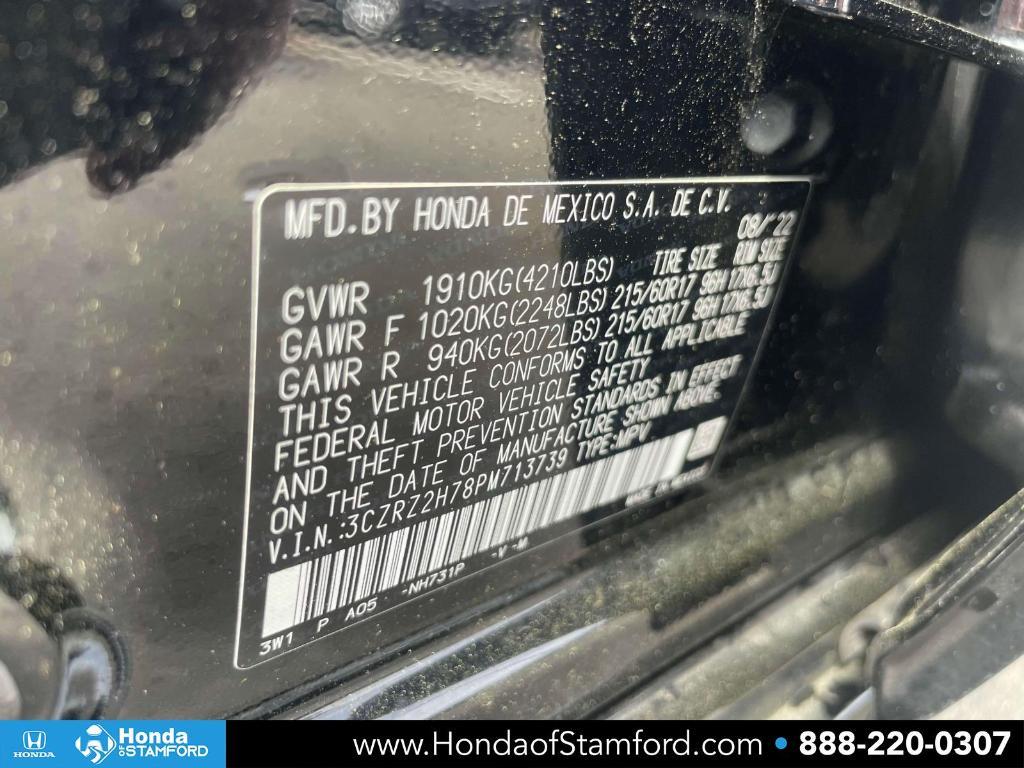 MFD.BY HONDA DE MEXICO S.A. DE C.V.
08/'22
TIRE SIZE RIM SIZE
GVWR 1910KG(4210LBS)
GAWR F 1020KG(2248LBS) 215/60R17 96H 17X6.5J
GAWR R 940KG(2072LBS) 215/60R17 96H 17X6.5J
THIS VEHICLE CONFORMS TO ALL APPLICABLE
FEDERAL MOTOR VEHICLE SAFETY
AND THEFT PREVENTION STANDARDS IN EFFECT
ON THE DATE OF MANUFACTURE SHOWN ABOVE.
V.I.N.:3CZRZ2H78PM713739 TYPE:MPV
3W1 P A05 -NH731P -V-A
Honda
OF STAMFORD
www.HondaofStamford.com • 888-220-0307